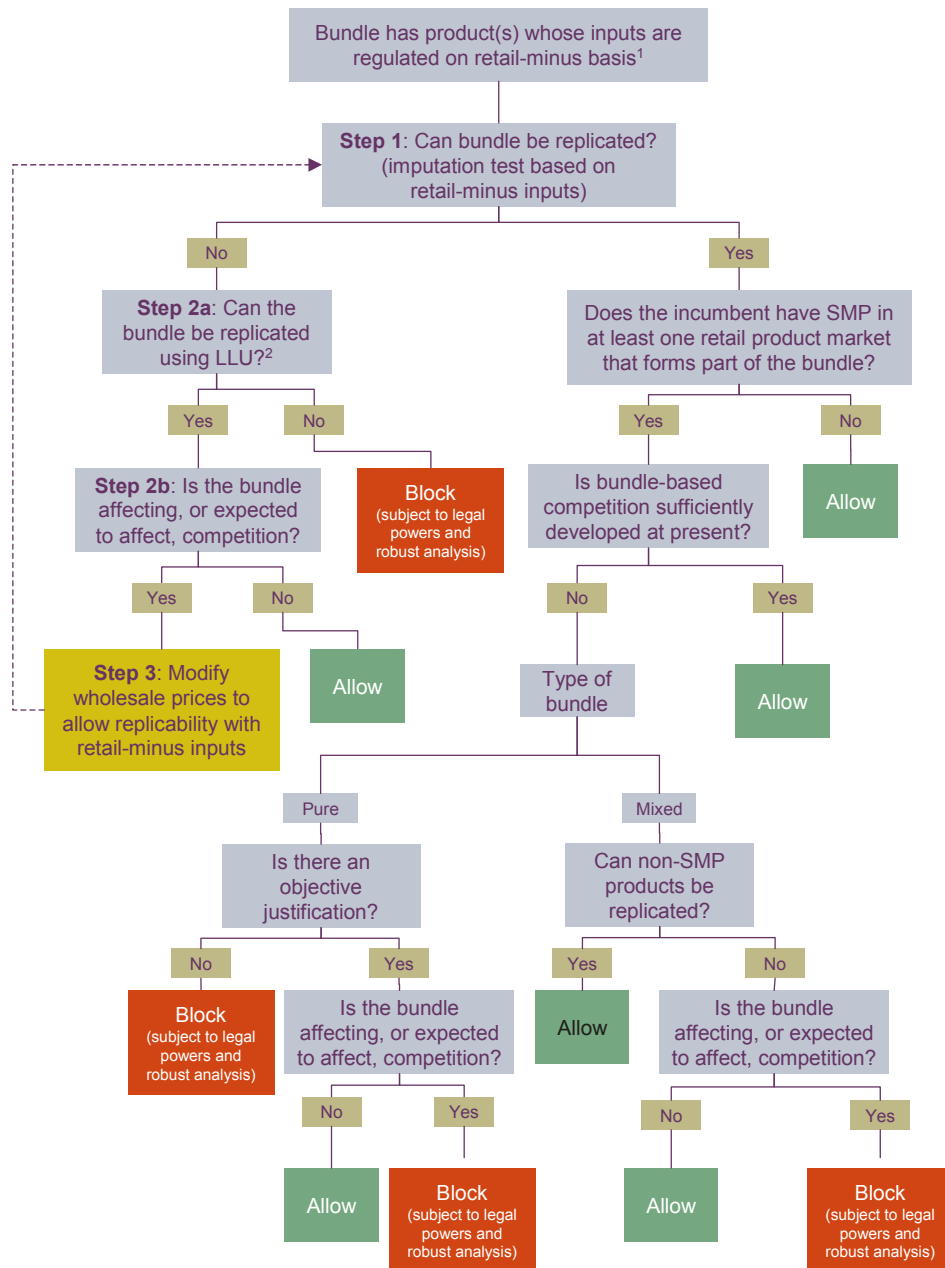 Bundle has product(s) whose inputs are
regulated on retail-minus basis1
Step 1: Can bundle be replicated?
(imputation test based on
retail-minus inputs)
No
Yes
Step 2a: Can the
bundle be replicated
using LLU?2
Does the incumbent have SMP in
at least one retail product market
that forms part of the bundle?
Yes
No
Yes
No
Step 2b: Is the bundle
affecting, or expected
to affect, competition?
Block
(subject to legal
powers and
robust analysis)
Is bundle-based
competition sufficiently
developed at present?
Allow
Yes
No
No
Yes
Step 3: Modify
wholesale prices to
allow replicability with
retail-minus inputs
Allow
Type of
bundle
Allow
Pure
Mixed
Is there an
objective
justification?
Can non-SMP
products be
replicated?
No
Yes
Yes
No
Block
(subject to legal
powers and
robust analysis)
Is the bundle
affecting, or expected
to affect, competition?
Allow
Is the bundle
affecting, or expected
to affect, competition?
No
Yes
No
Yes
Allow
Block
(subject to legal
powers and
robust analysis)
Allow
Block
(subject to legal
powers and
robust analysis)